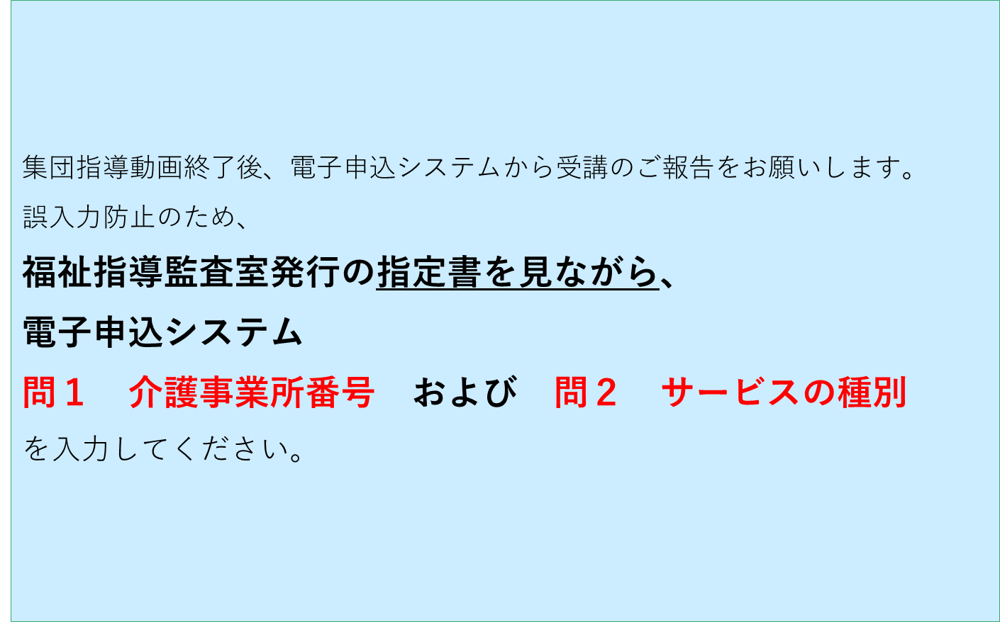 集団指導動画終了後、電子申込システムから受講のご報告をお願いします。
誤入力防止のため、
福祉指導監査室発行の指定書を見ながら、
電子申込システム
問１　介護事業所番号　および　問２　サービスの種別
を入力してください。